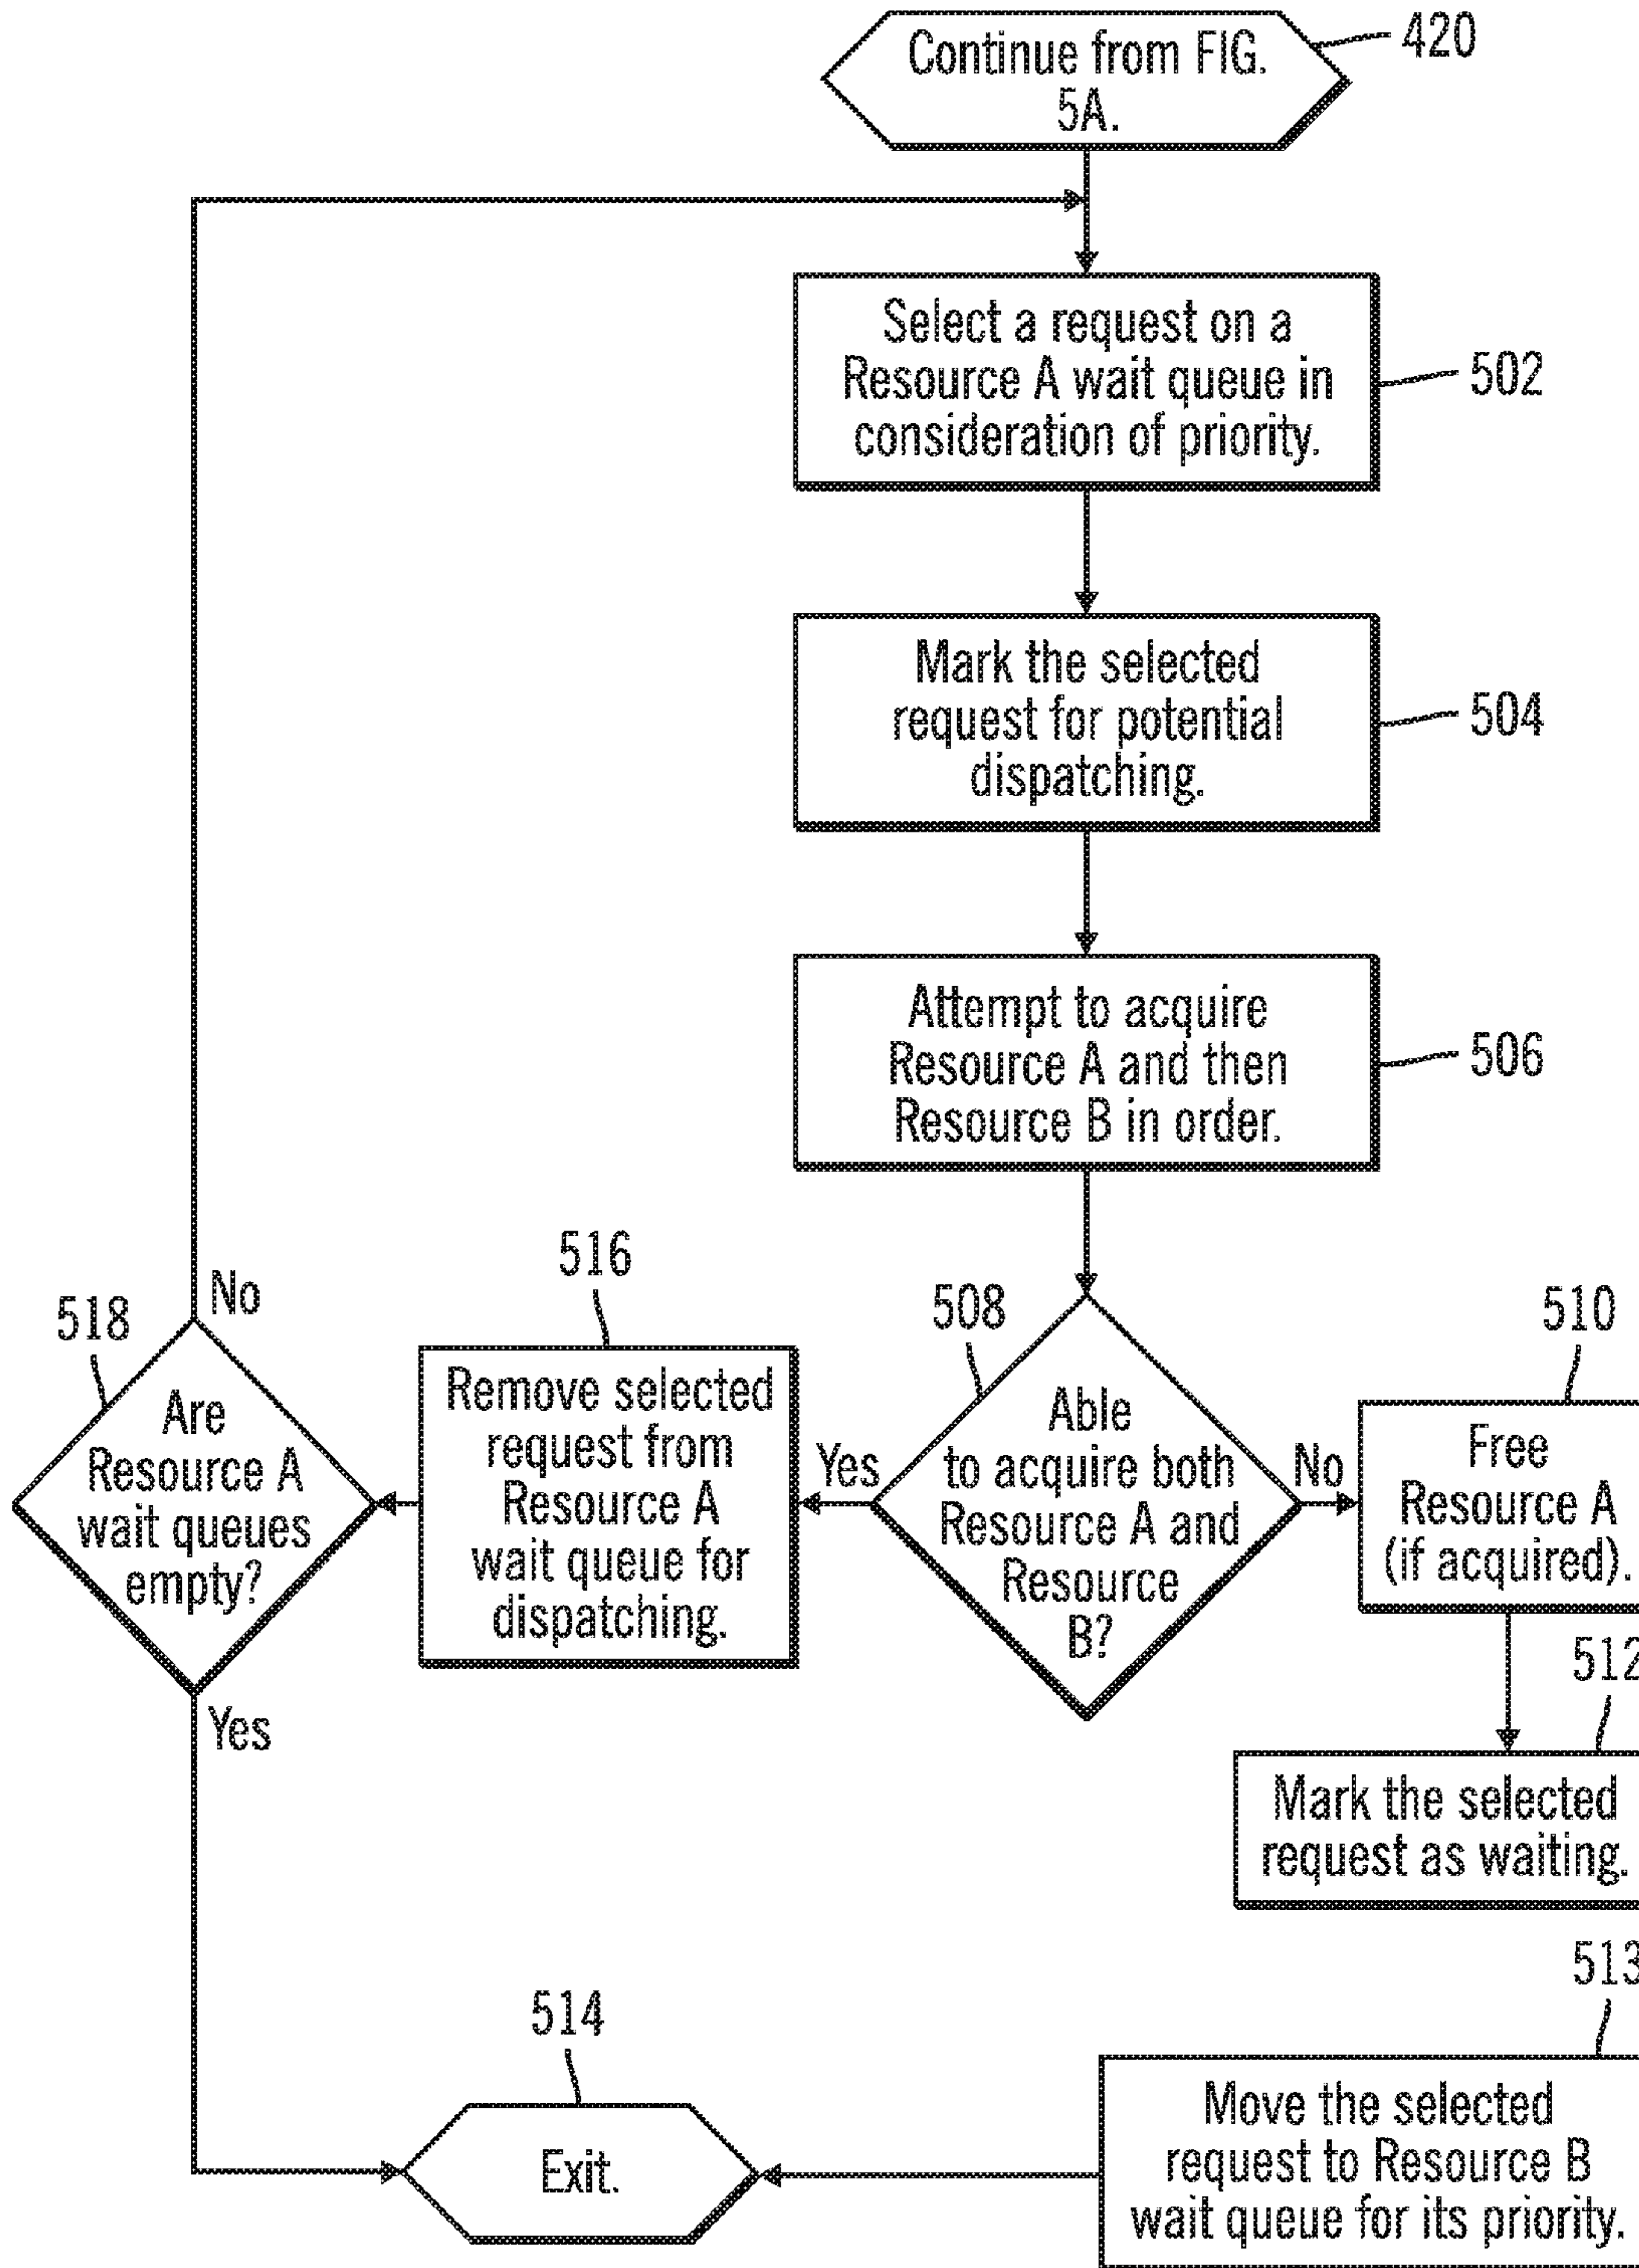 Continue from FIG.
5A.
420
Select a request on a
Resource A wait queue in
consideration of priority.
502
Mark the selected
request for potential
dispatching.
504
Attempt to acquire
Resource A and then
Resource B in order.
506
508
Able
to acquire both
Resource A and
Resource
B?
Yes
No
516
Remove selected
request from
Resource A
wait queue for
dispatching.
518
Are
Resource A
wait queues
empty?
No
Yes
510
Free
Resource A
(if acquired).
512
Mark the selected
request as waiting.
513
Move the selected
request to Resource B
wait queue for its priority.
514
Exit.